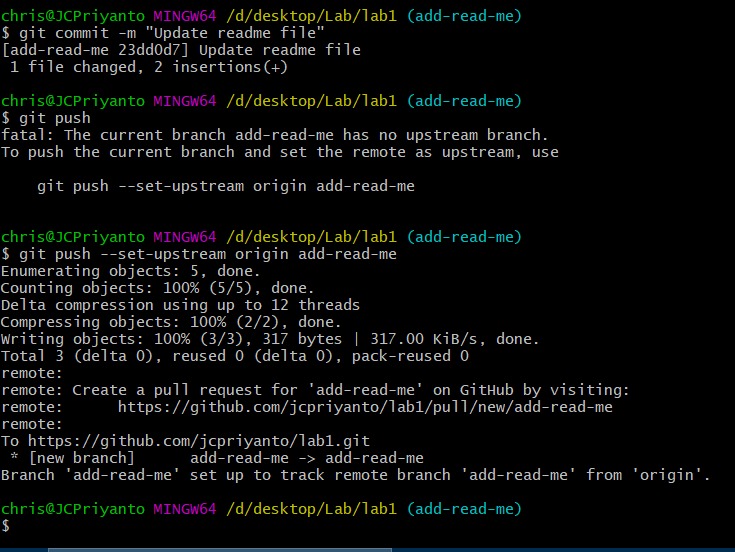 chris@JCPriyanto MINGW64 /d/desktop/Lab/lab1 (add-read-me)
$ git commit -m "Update readme file"
[add-read-me 23dd0d7] Update readme file
 1 file changed, 2 insertions(+)

chris@JCPriyanto MINGW64 /d/desktop/Lab/lab1 (add-read-me)
$ git push
fatal: The current branch add-read-me has no upstream branch.
To push the current branch and set the remote as upstream, use

    git push --set-upstream origin add-read-me


chris@JCPriyanto MINGW64 /d/desktop/Lab/lab1 (add-read-me)
$ git push --set-upstream origin add-read-me
Enumerating objects: 5, done.
Counting objects: 100% (5/5), done.
Delta compression using up to 12 threads
Compressing objects: 100% (2/2), done.
Writing objects: 100% (3/3), 317 bytes | 317.00 KiB/s, done.
Total 3 (delta 0), reused 0 (delta 0), pack-reused 0
remote:
remote: Create a pull request for 'add-read-me' on GitHub by visiting:
remote:      https://github.com/jcpriyanto/lab1/pull/new/add-read-me
remote:
To https://github.com/jcpriyanto/lab1.git
 * [new branch]      add-read-me -> add-read-me
Branch 'add-read-me' set up to track remote branch 'add-read-me' from 'origin'.

chris@JCPriyanto MINGW64 /d/desktop/Lab/lab1 (add-read-me)
$